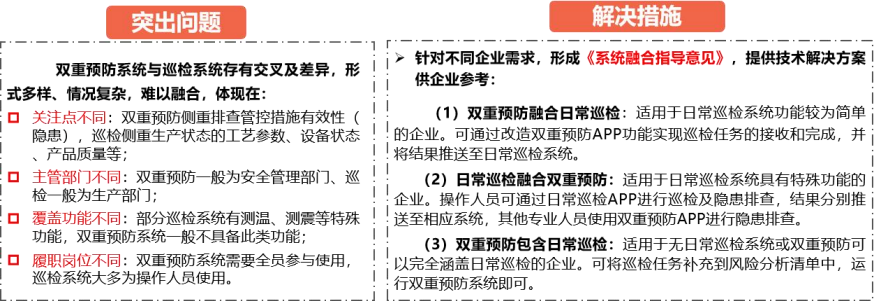 突出问题
双重预防系统与巡检系统存有交叉及差异，形
式多样、情况复杂，难以融合，体现在：
关注点不同：双重预防侧重排查管控措施有效性（
隐患），巡检侧重生产状态的工艺参数、设备状态
、产品质量等；
主管部门不同：双重预防一般为安全管理部门、巡
检一般为生产部门；
覆盖功能不同：部分巡检系统有测温、测震等特殊
功能，双重预防系统一般不具备此类功能；
履职岗位不同：双重预防系统需要全员参与使用，
巡检系统大多为操作人员使用。
解决措施
针对不同企业需求，形成《系统融合指导意见》，提供技术解决方案
供企业参考：
（1）双重预防融合日常巡检：适用于日常巡检系统功能较为简单
的企业。可通过改造双重预防APP功能实现巡检任务的接收和完成，并
将结果推送至日常巡检系统。
（2）日常巡检融合双重预防：适用于日常巡检系统具有特殊功能的
企业。操作人员可通过日常巡检APP进行巡检及隐患排查，结果分别推
送至相应系统，其他专业人员使用双重预防APP进行隐患排查。
（3）双重预防包含日常巡检：适用于无日常巡检系统或双重预防可
以完全涵盖日常巡检的企业。可将巡检任务补充到风险分析清单中，运
行双重预防系统即可。